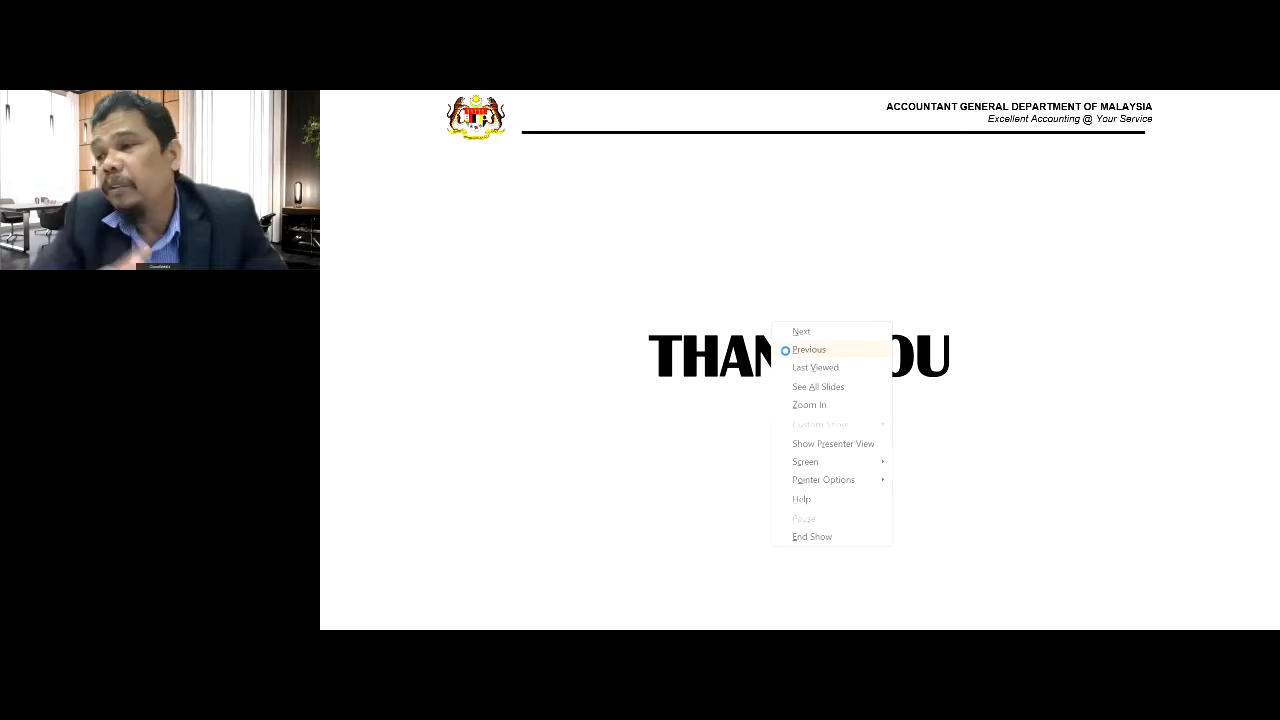 ACCOUNTANT GENERAL DEPARTMENT OF MALAYSIA
Excellent Accounting @ Your Service
THAN OU
Next
Previous
Last Viewed
See All Slides
Zoom In
Custom Show
Show Presenter View
Screen
Pointer Options
Help
Pause
End Show